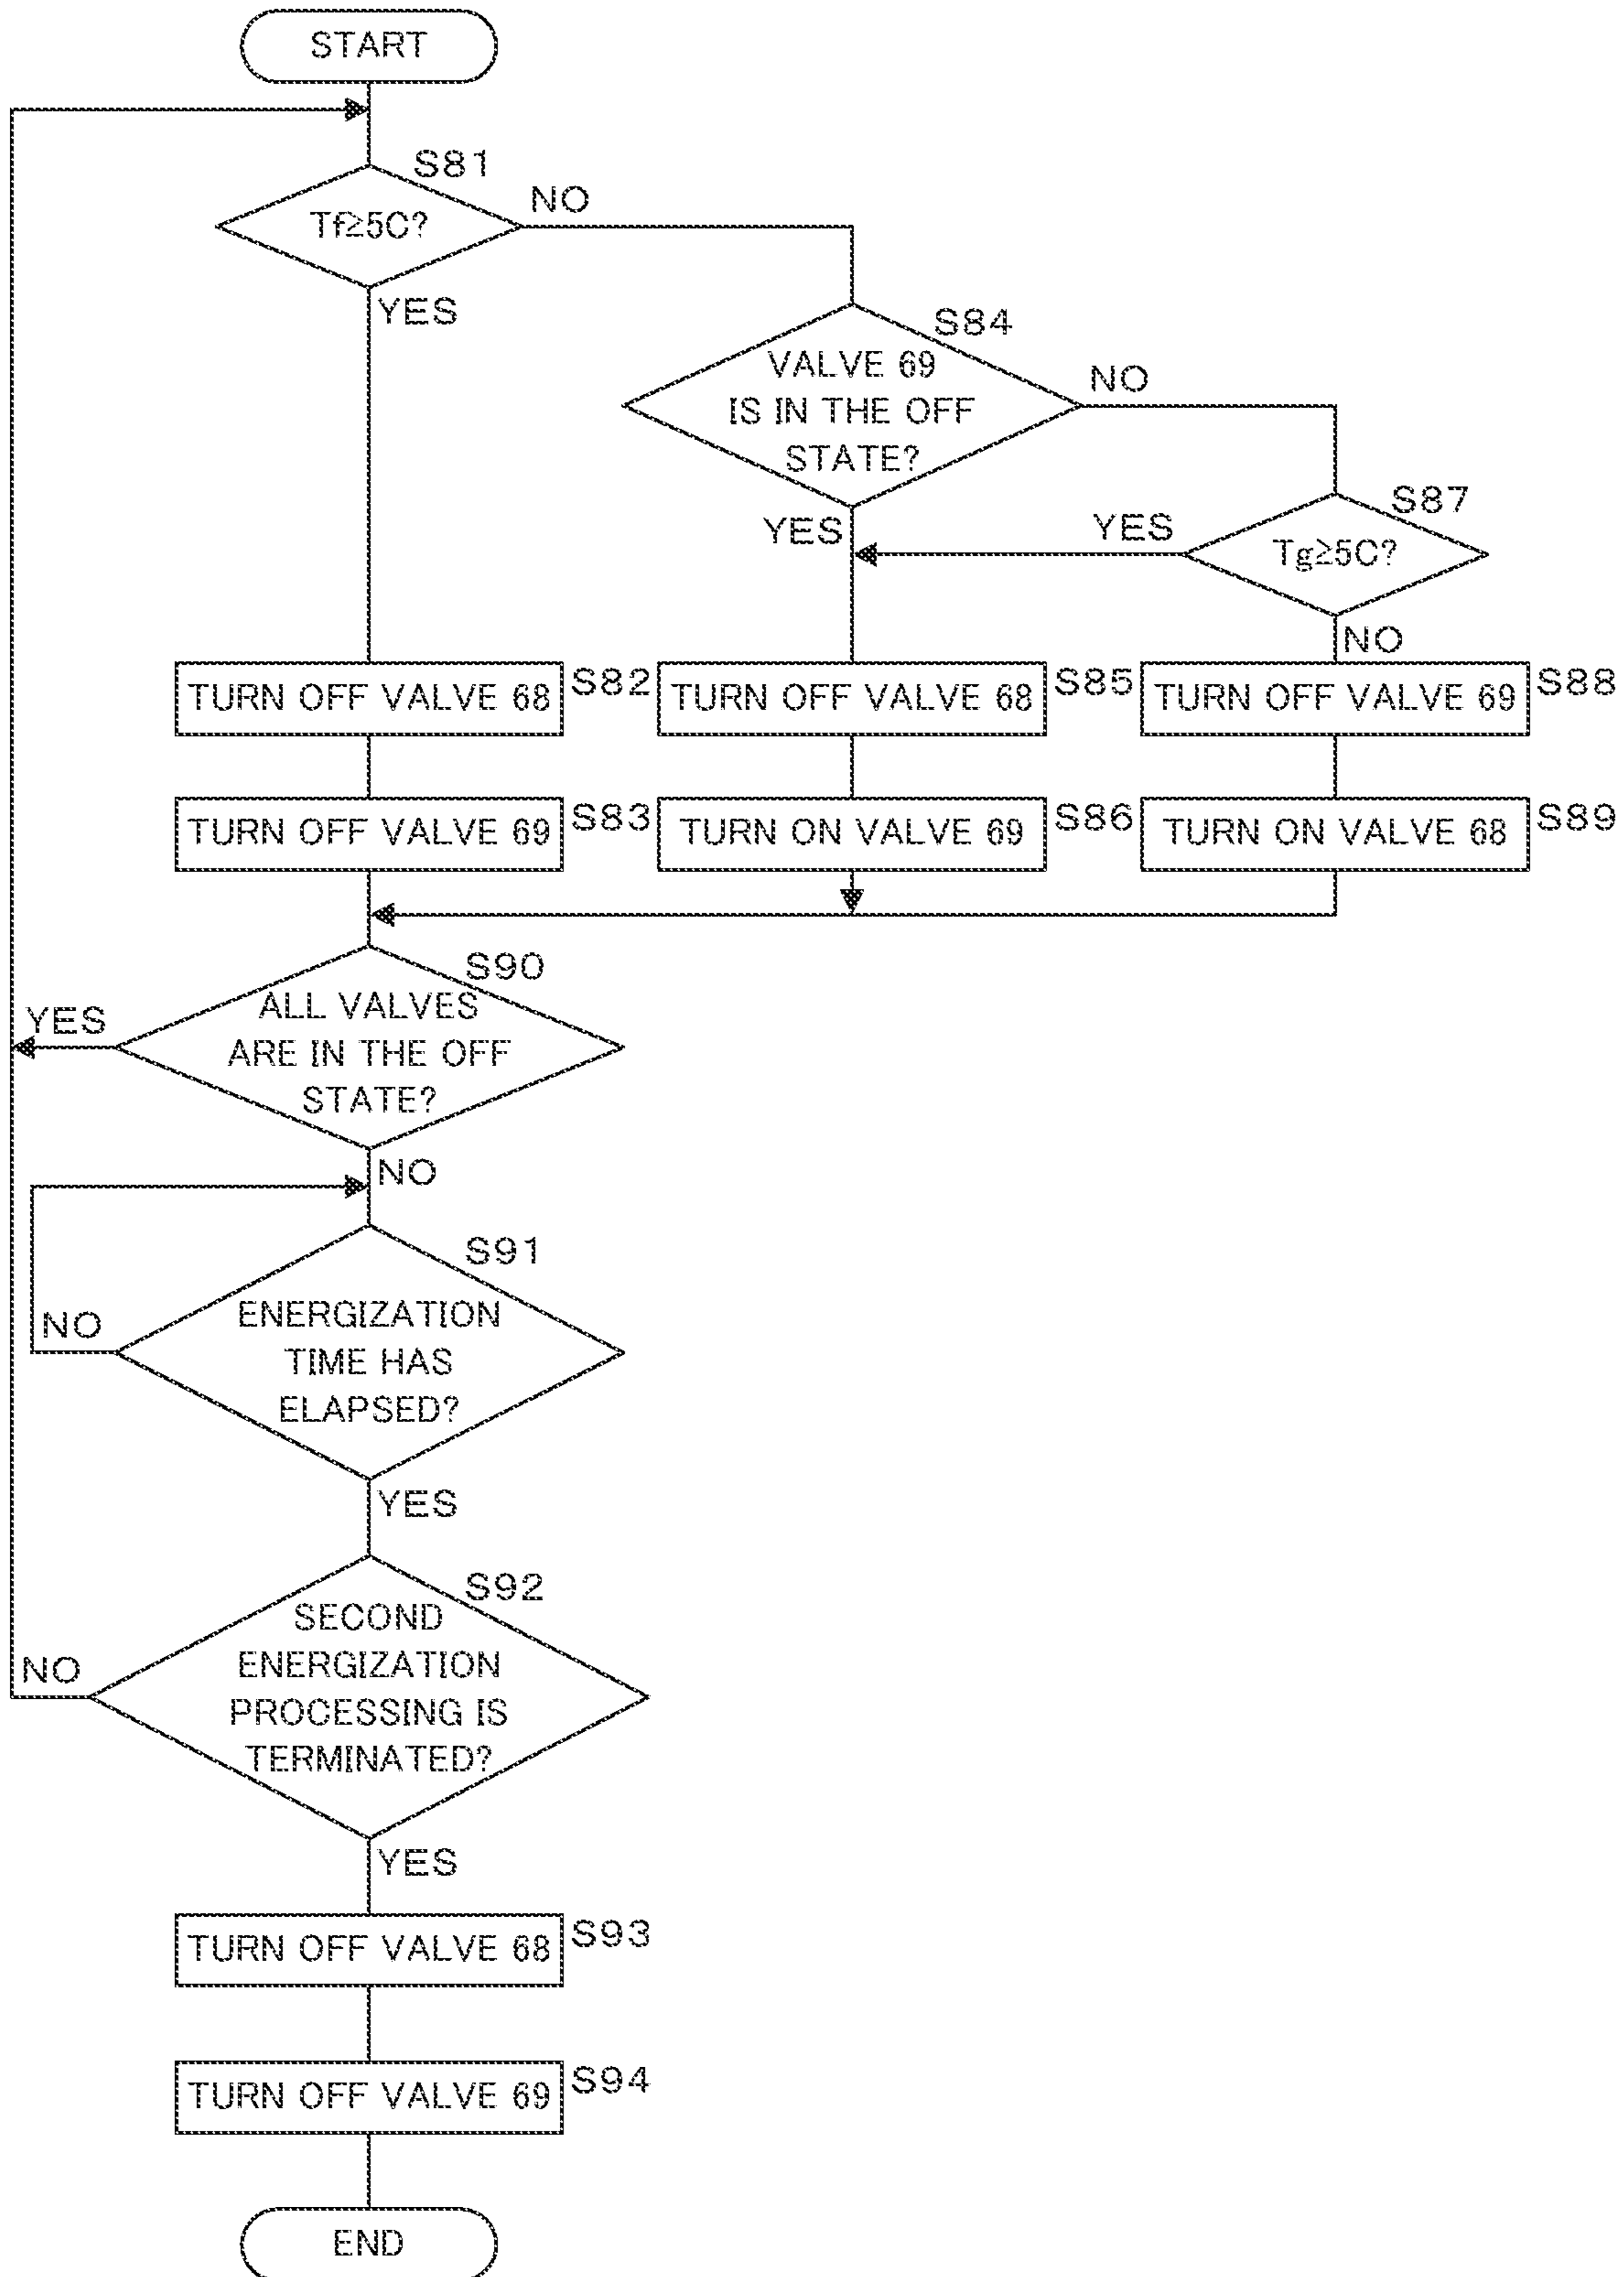 START
S81
Tf≥5C?
NO
YES
S84
VALVE 69
IS IN THE OFF
STATE?
NO
YES
S87
Tg≥5C?
YES
NO
TURN OFF VALVE 68
S82
TURN OFF VALVE 68
S85
TURN OFF VALVE 69
S88
TURN OFF VALVE 69
S83
TURN ON VALVE 69
S86
TURN ON VALVE 68
S89
S90
ALL VALVES
ARE IN THE OFF
STATE?
YES
NO
S91
ENERGIZATION
TIME HAS
ELAPSED?
NO
YES
S92
SECOND
ENERGIZATION
PROCESSING IS
TERMINATED?
NO
YES
TURN OFF VALVE 68
S93
TURN OFF VALVE 69
S94
END